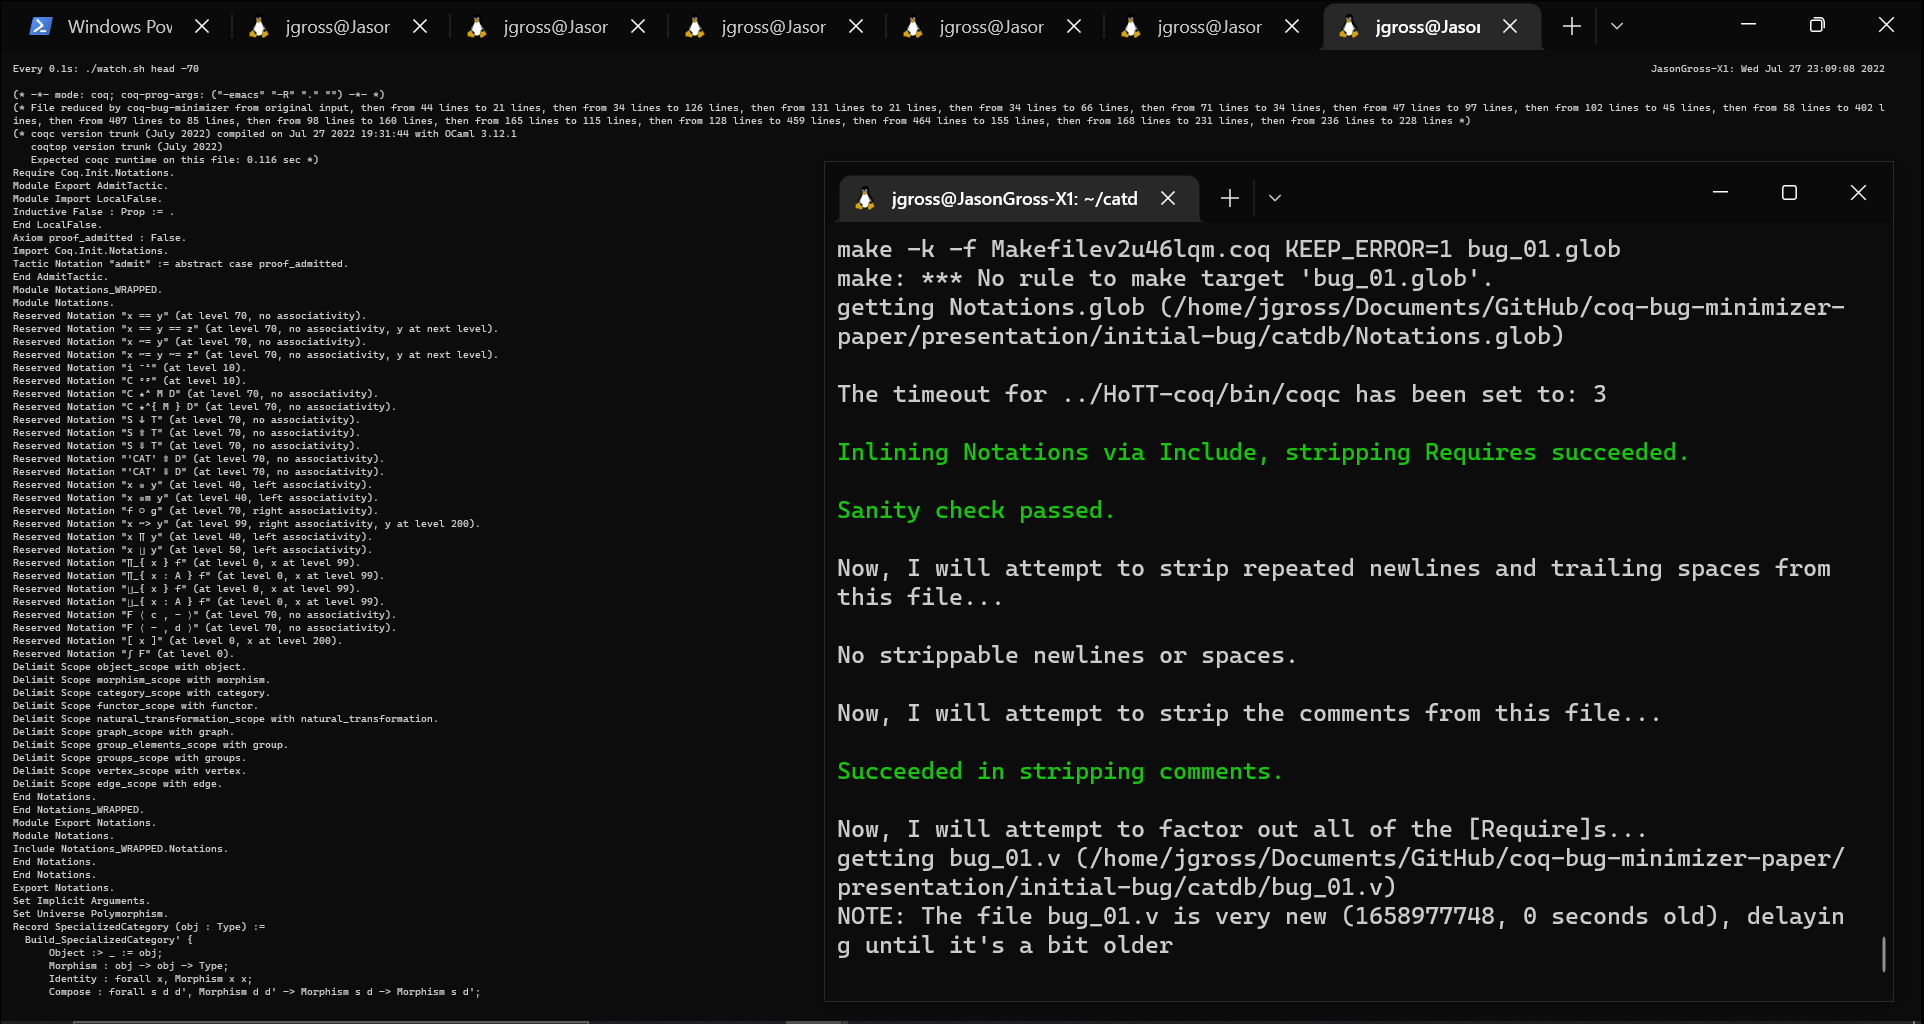 Windows Pov
jgross@Jasor
jgross@Jasor
jgross@Jasor
jgross@Jasor
jgross@Jasor
jgross@Jasor
Every 0.1s: ./watch.sh head -70
JasonGross-X1: Wed Jul 27 23:09:08 2022
(* -*- mode: coq; coq-prog-args: ("-emacs" "-R" "." "") -*- *)
(* File reduced by coq-bug-minimizer from original input, then from 44 lines to 21 lines, then from 34 lines to 126 lines, then from 131 lines to 21 lines, then from 34 lines to 66 lines, then from 71 lines to 34 lines, then from 47 lines to 97 lines, then from 102 lines to 45 lines, then from 58 lines to 402 l
ines, then from 407 lines to 85 lines, then from 98 lines to 160 lines, then from 165 lines to 115 lines, then from 128 lines to 459 lines, then from 464 lines to 155 lines, then from 168 lines to 231 lines, then from 236 lines to 228 lines *)
(* coqc version trunk (July 2022) compiled on Jul 27 2022 19:31:44 with OCaml 3.12.1
coqtop version trunk (July 2022)
Expected coqc runtime on this file: 0.116 sec *)
Require Coq.Init.Notations.
Module Export AdmitTactic.
Module Import LocalFalse.
Inductive False : Prop := .
End LocalFalse.
Axiom proof_admitted : False.
Import Coq.Init.Notations.
Tactic Notation "admit" := abstract case proof_admitted.
End AdmitTactic.
Module Notations_WRAPPED.
Module Notations.
Reserved Notation "x == y" (at level 70, no associativity).
Reserved Notation "x == y == z" (at level 70, no associativity, y at next level).
Reserved Notation "x ~= y" (at level 70, no associativity).
Reserved Notation "x ~= y ~= z" (at level 70, no associativity, y at next level).
Reserved Notation "i ⁻¹" (at level 10).
Reserved Notation "C ᵒᵖ" (at level 10).
Reserved Notation "C ★^ M D" (at level 70, no associativity).
Reserved Notation "C ★^{ M } D" (at level 70, no associativity).
Reserved Notation "S ↓ T" (at level 70, no associativity).
Reserved Notation "S ⇑ T" (at level 70, no associativity).
Reserved Notation "S ⇓ T" (at level 70, no associativity).
Reserved Notation "'CAT' ⇑ D" (at level 70, no associativity).
Reserved Notation "'CAT' ⇓ D" (at level 70, no associativity).
Reserved Notation "x ⊗ y" (at level 40, left associativity).
Reserved Notation "x ⊗m y" (at level 40, left associativity).
Reserved Notation "f ○ g" (at level 70, right associativity).
Reserved Notation "x ~> y" (at level 99, right associativity, y at level 200).
Reserved Notation "x ∏ y" (at level 40, left associativity).
Reserved Notation "x ∐ y" (at level 50, left associativity).
Reserved Notation "∏_{ x } f" (at level 0, x at level 99).
Reserved Notation "∏_{ x : A } f" (at level 0, x at level 99).
Reserved Notation "∐_{ x } f" (at level 0, x at level 99).
Reserved Notation "∐_{ x : A } f" (at level 0, x at level 99).
Reserved Notation "F ⟨ c , - ⟩" (at level 70, no associativity).
Reserved Notation "F ⟨ - , d ⟩" (at level 70, no associativity).
Reserved Notation "[ x ]" (at level 0, x at level 200).
Reserved Notation "∫ F" (at level 0).
Delimit Scope object_scope with object.
Delimit Scope morphism_scope with morphism.
Delimit Scope category_scope with category.
Delimit Scope functor_scope with functor.
Delimit Scope natural_transformation_scope with natural_transformation.
Delimit Scope graph_scope with graph.
Delimit Scope group_elements_scope with group.
Delimit Scope groups_scope with groups.
Delimit Scope vertex_scope with vertex.
Delimit Scope edge_scope with edge.
End Notations.
End Notations_WRAPPED.
Module Export Notations.
Module Notations.
Include Notations_WRAPPED.Notations.
End Notations.
End Notations.
Export Notations.
Set Implicit Arguments.
Set Universe Polymorphism.
Record SpecializedCategory (obj : Type) :=
Build_SpecializedCategory' {
Object :> _ := obj;
Morphism : obj -> obj -> Type;
Identity : forall x, Morphism x x;
Compose : forall s d d', Morphism d d' -> Morphism s d -> Morphism s d';
jgross@JasonGross-X1: ~/catd
make -k -f Makefilev2u46lqm.coq KEEP_ERROR=1 bug_01.glob
make: *** No rule to make target 'bug_01.glob'.
getting Notations.glob (/home/jgross/Documents/GitHub/coq-bug-minimizer-
paper/presentation/initial-bug/catdb/Notations.glob)
The timeout for ../HoTT-coq/bin/coqc has been set to: 3
Inlining Notations via Include, stripping Requires succeeded.
Sanity check passed.
Now, I will attempt to strip repeated newlines and trailing spaces from
this file...
No strippable newlines or spaces.
Now, I will attempt to strip the comments from this file...
Succeeded in stripping comments.
Now, I will attempt to factor out all of the [Require]s...
getting bug_01.v (/home/jgross/Documents/GitHub/coq-bug-minimizer-paper/
presentation/initial-bug/catdb/bug_01.v)
NOTE: The file bug_01.v is very new (1658977748, 0 seconds old), delayin
g until it's a bit older